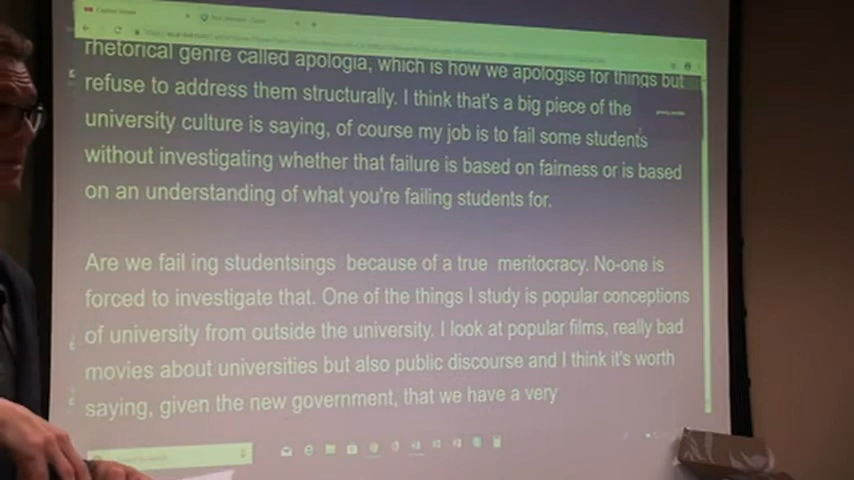 rhetorical genre called apologia, which is how we apologise for things but
refuse to address them structurally. I think that's a big piece of the
university culture is saying, of course my job is to fail some students
without investigating whether that failure is based on fairness or is based
on an understanding of what you're failing students for.
Are we fail ing studentsings because of a true meritocracy. No-one is
forced to investigate that. One of the things I study is popular conceptions
of university from outside the university. I look at popular films, really bad
movies about universities but also public discourse and I think it's worth
saying, given the new government, that we have a very